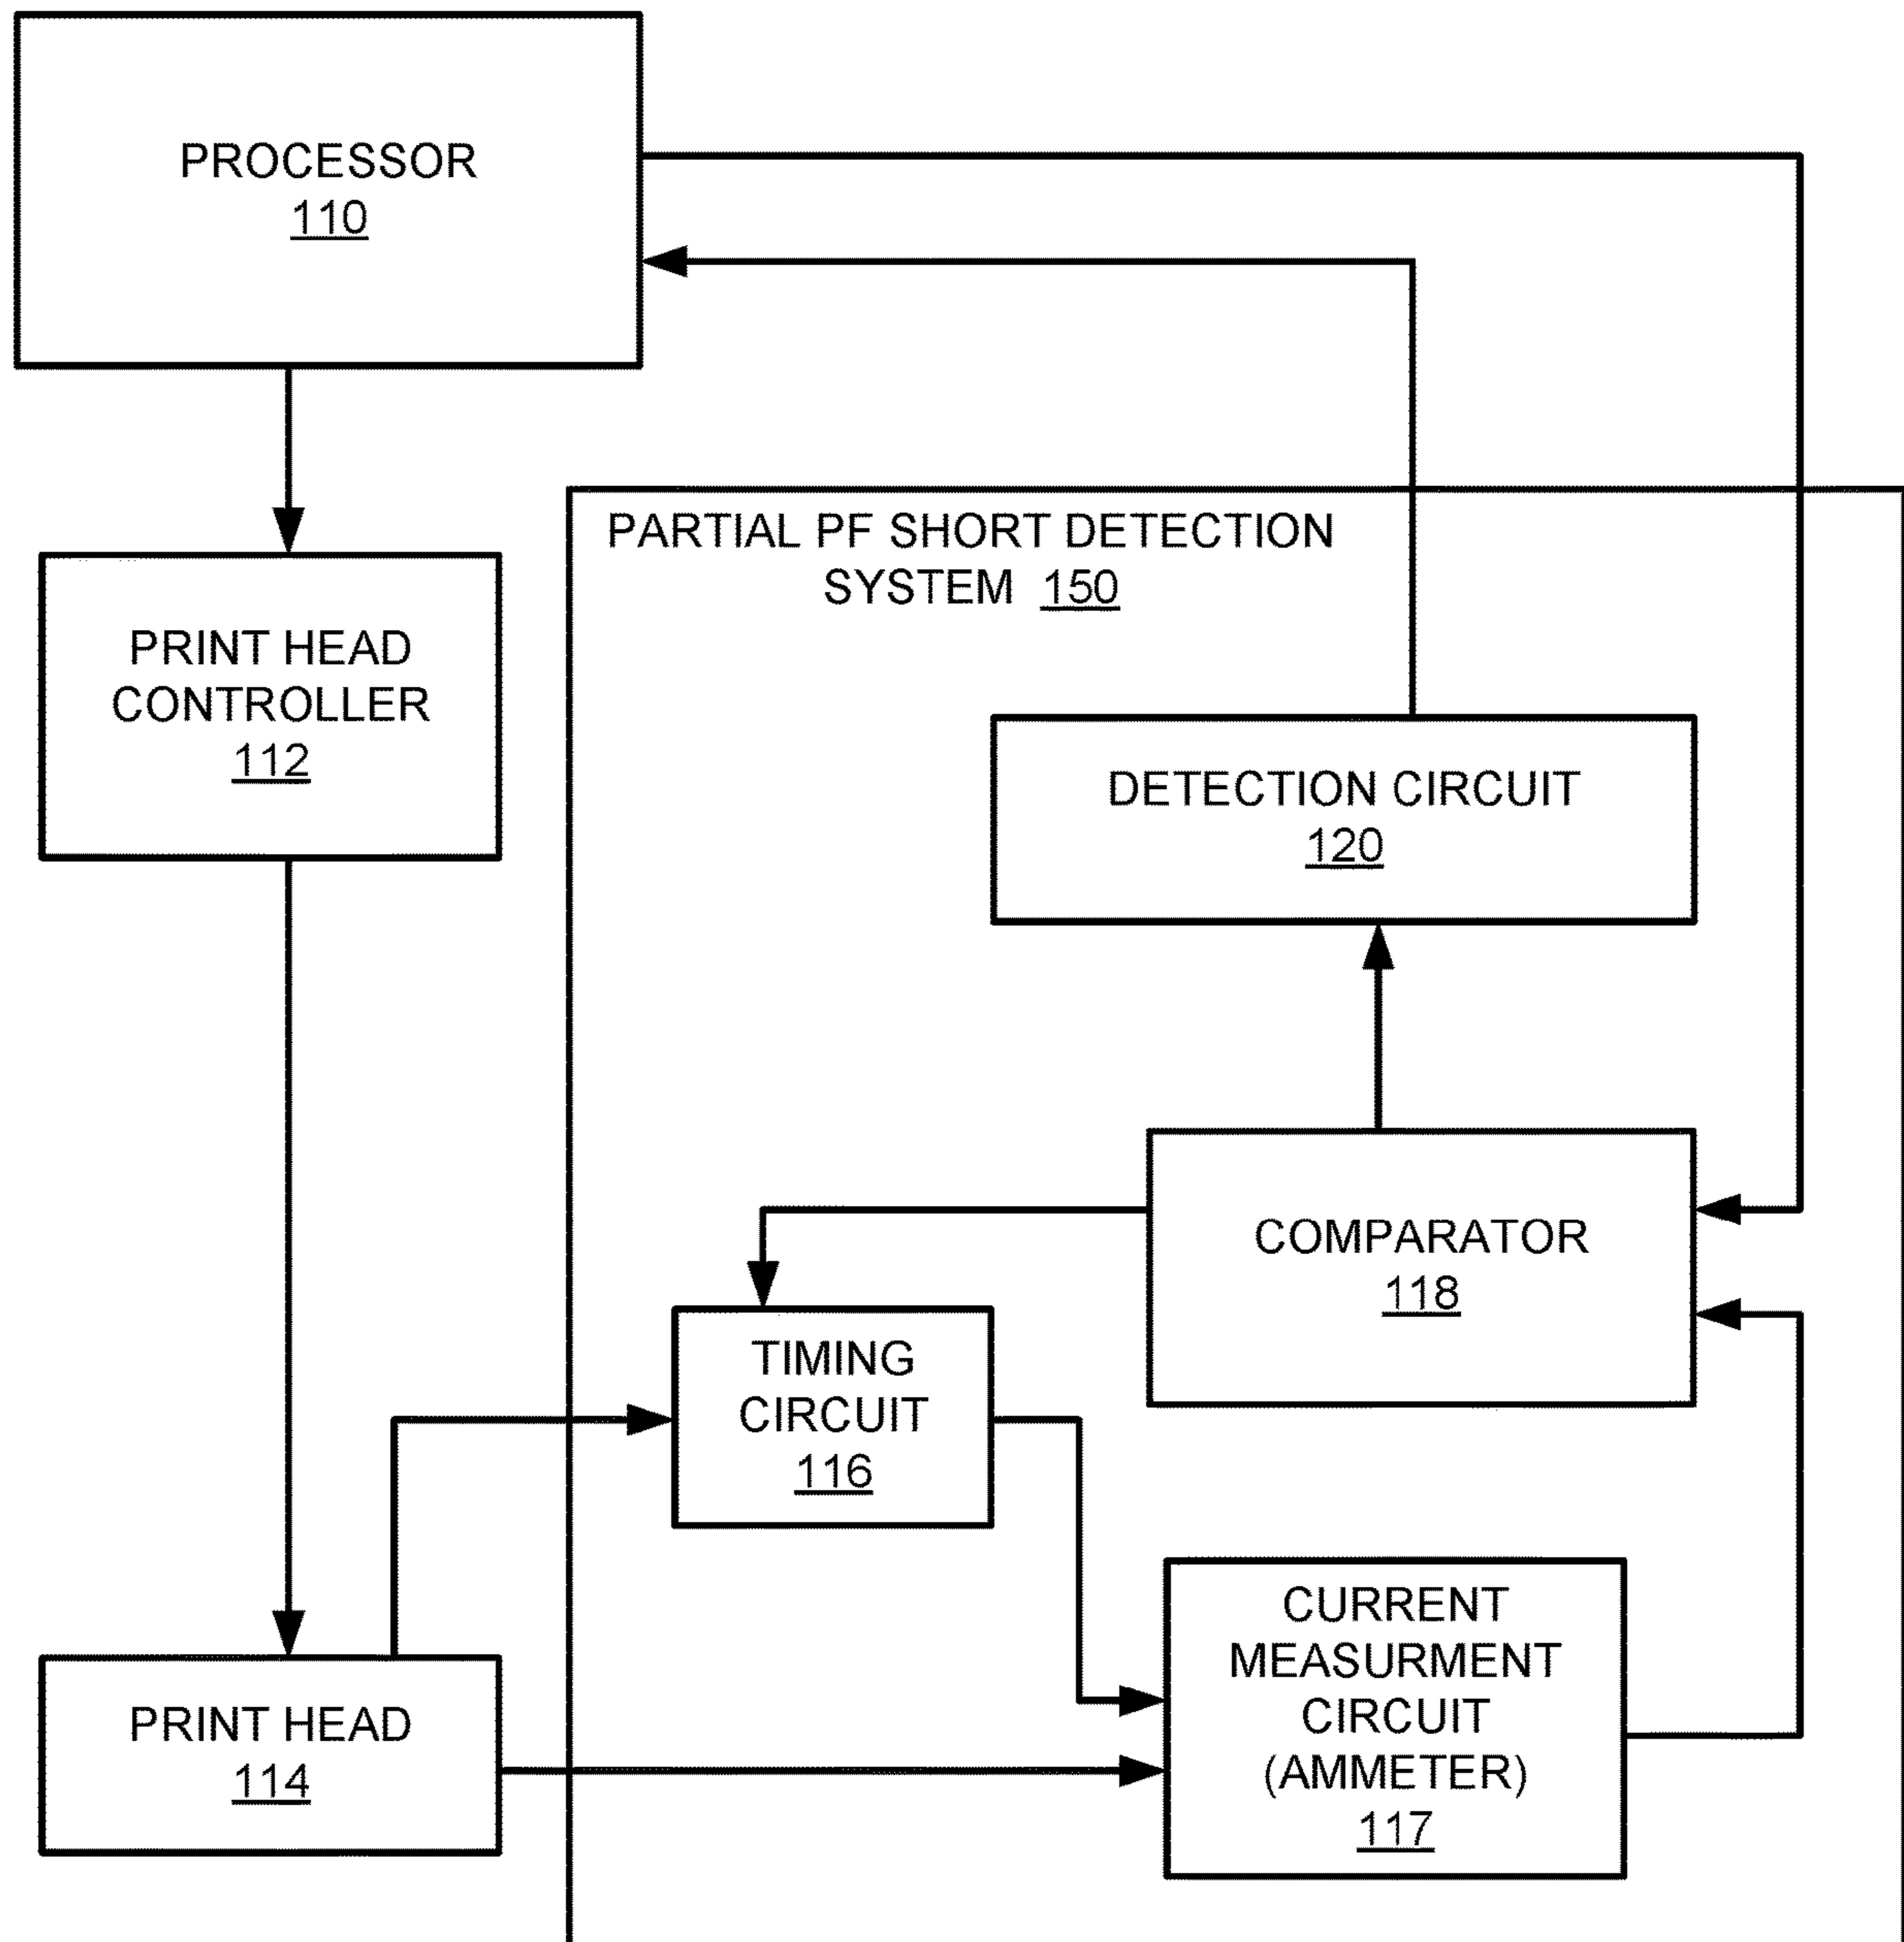 PROCESSOR
110
PARTIAL PF SHORT DETECTION
SYSTEM 150
PRINT HEAD
CONTROLLER
112
DETECTION CIRCUIT
120
COMPARATOR
118
TIMING
CIRCUIT
116
CURRENT
MEASURMENT
CIRCUIT
(AMMETER)
117
PRINT HEAD
114